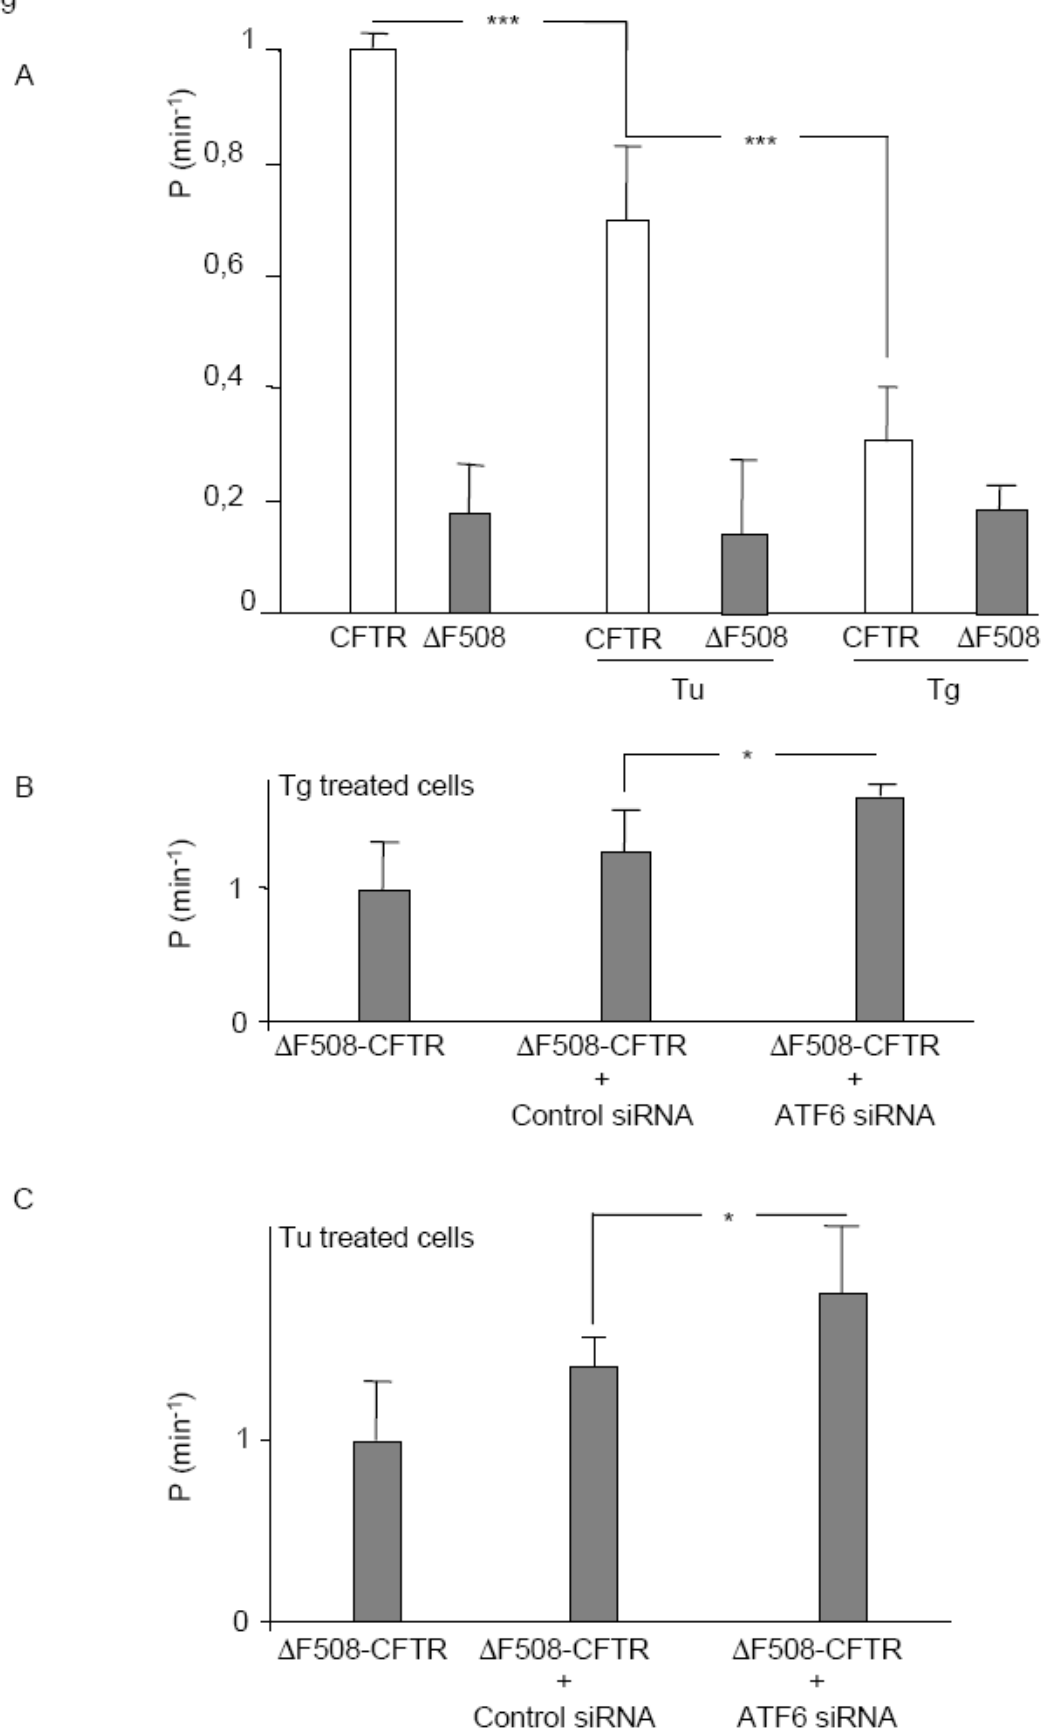 g
***
1
A
P (min-1)
0,8
***
0,6
0,4
0,2
0
CFTR ΔF508 CFTR ΔF508 CFTR ΔF508
Tu Tg
B
Tg treated cells
*
P (min-1)
1
0
ΔF508-CFTR ΔF508-CFTR ΔF508-CFTR
+ +
Control siRNA ATF6 siRNA
C
Tu treated cells
*
P (min-1)
1
0
ΔF508-CFTR ΔF508-CFTR ΔF508-CFTR
+ +
Control siRNA ATF6 siRNA